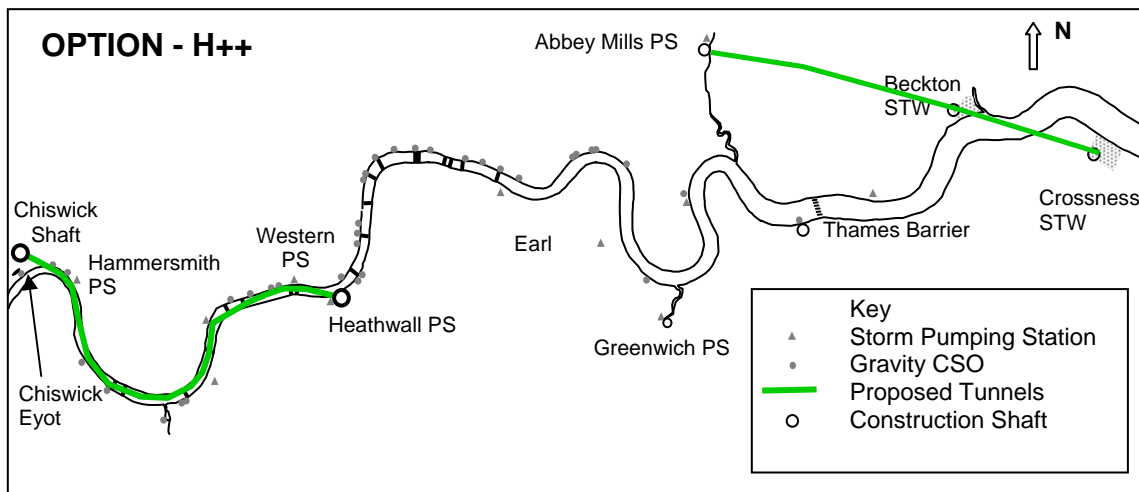 OPTION - H++
Abbey Mills PS
N
Beckton
STW
Chiswick
Shaft
Western
PS
Hammersmith
PS
Earl
Crossness
STW
Thames Barrier
Heathwall PS
Greenwich PS
Chiswick
Eyot
Key
Storm Pumping Station
Gravity CSO
Proposed Tunnels
Construction Shaft